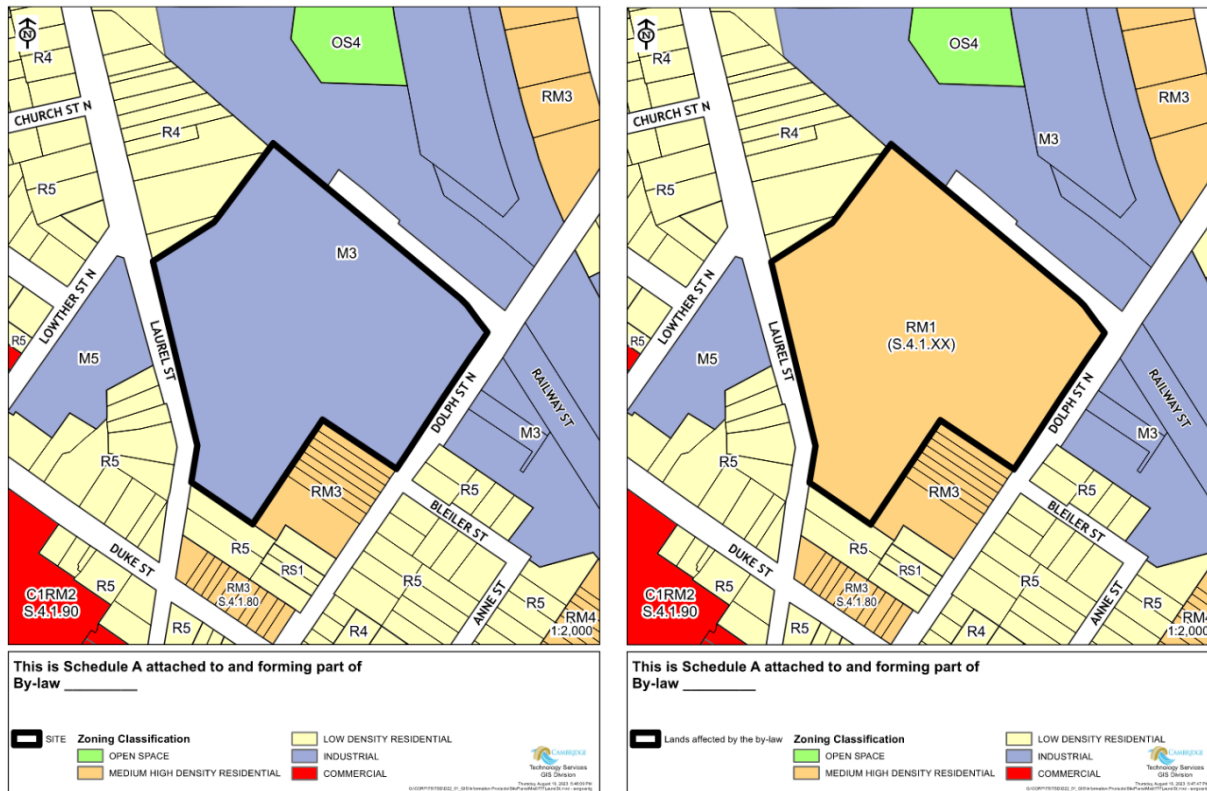 N
OS4
R4
RM3
CHURCH ST N
R4
R5
M3
LOWTHER ST N
R5
M5
LAUREL ST
DOLPH ST N
RAILWAY ST
M3
R5
RM3
R5
BLEILER ST
DUKE ST
R5
RS1
R5
R5
ANNE ST
C1RM2
S.4.1.90
R5
RM3
S.4.1.80
R5
R4
RM4
1:2,000
This is Schedule A attached to and forming part of
By-law _________
SITE
Zoning Classification
OPEN SPACE
MEDIUM HIGH DENSITY RESIDENTIAL
LOW DENSITY RESIDENTIAL
INDUSTRIAL
COMMERCIAL
CAMBRIDGE
Technology Services
GIS Division
N
OS4
R4
RM3
CHURCH ST N
R4
M3
R5
LOWTHER ST N
R5
M5
LAUREL ST
RM1
(S.4.1.XX)
DOLPH ST N
RAILWAY ST
M3
R5
RM3
R5
BLEILER ST
DUKE ST
R5
RS1
R5
R5
ANNE ST
C1RM2
S.4.1.90
R5
RM3
S.4.1.80
R5
R4
RM4
1:2,000
This is Schedule A attached to and forming part of
By-law _________
Lands affected by the by-law
Zoning Classification
OPEN SPACE
MEDIUM HIGH DENSITY RESIDENTIAL
LOW DENSITY RESIDENTIAL
INDUSTRIAL
COMMERCIAL
CAMBRIDGE
Technology Services
GIS Division